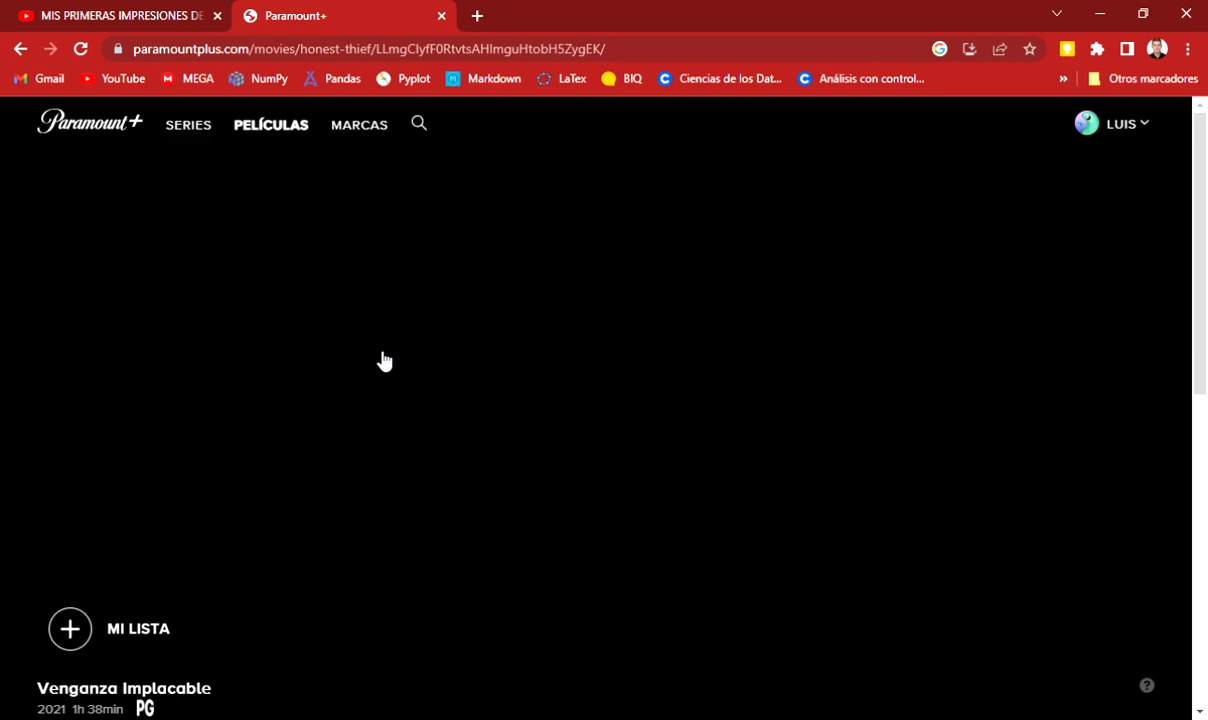 MIS PRIMERAS IMPRESIONES DE
Paramount+
paramountplus.com/movies/honest-thief/LLmgClyfF0RtvtsAHlmguHtobH5ZygEK/
Gmail YouTube MEGA NumPy Pandas Pyplot Markdown LaTex BIQ Ciencias de los Dat... Análisis con control... » Otros marcadores
Paramount+ SERIES PELÍCULAS MARCAS LUIS
MI LISTA
Venganza Implacable
2021 1h 38min PG